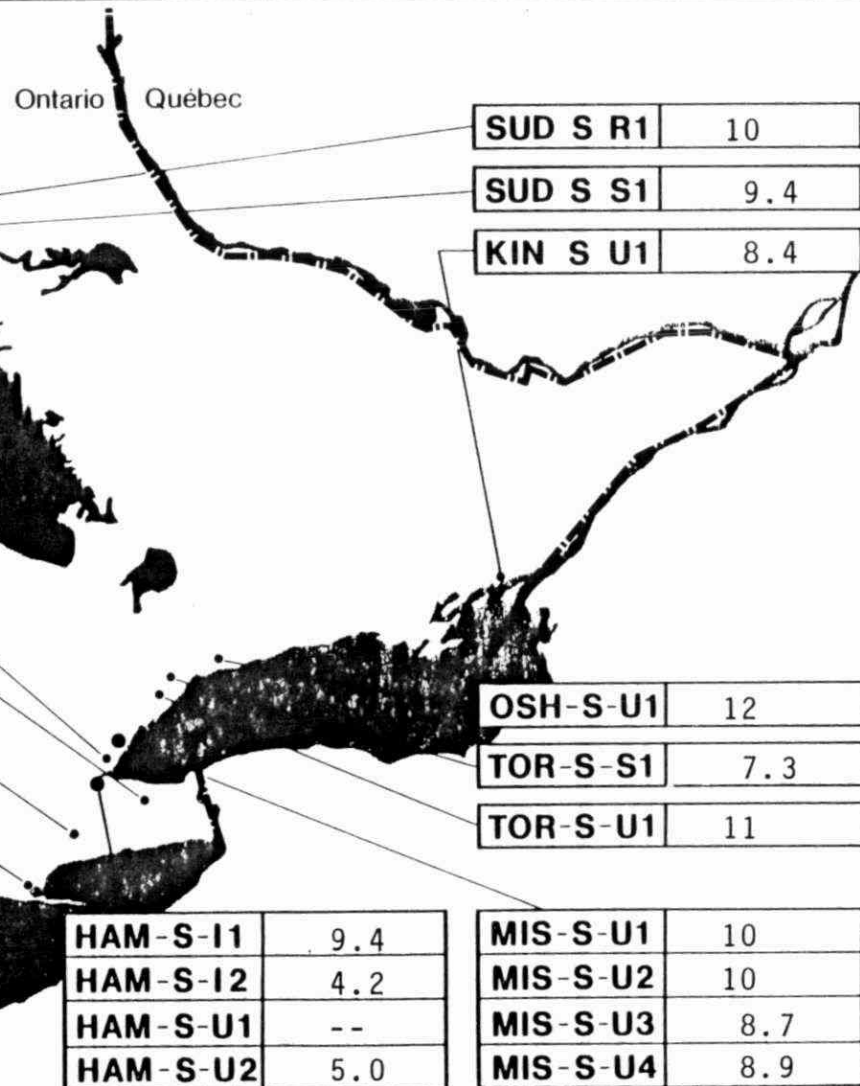 Ontario Québec
SUD S R1 10
SUD S S1 9.4
KIN S U1 8.4
OSH-S-U1 12
TOR-S-S1 7.3
TOR-S-U1 11
HAM-S-I1 9.4
HAM-S-I2 4.2
HAM-S-U1 --
HAM-S-U2 5.0
MIS-S-U1 10
MIS-S-U2 10
MIS-S-U3 8.7
MIS-S-U4 8.9